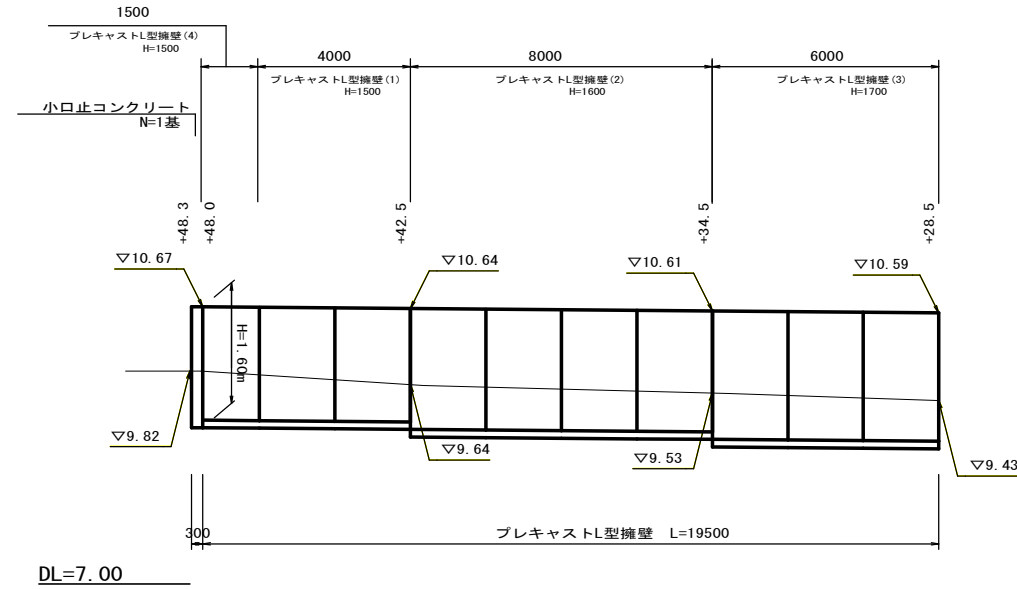 1500
プレキャストL型擁壁(4)
H=1500
4000
プレキャストL型擁壁(1)
H=1500
8000
プレキャストL型擁壁(2)
H=1600
6000
プレキャストL型擁壁(3)
H=1700
小口止コンクリート
N=1基
+48.3
+48.0
+42.5
+34.5
+28.5
▽10.67
▽10.64
▽10.61
▽10.59
H=1.60m
▽9.82
▽9.64
▽9.53
▽9.43
300
プレキャストL型擁壁 L=19500
DL=7.00